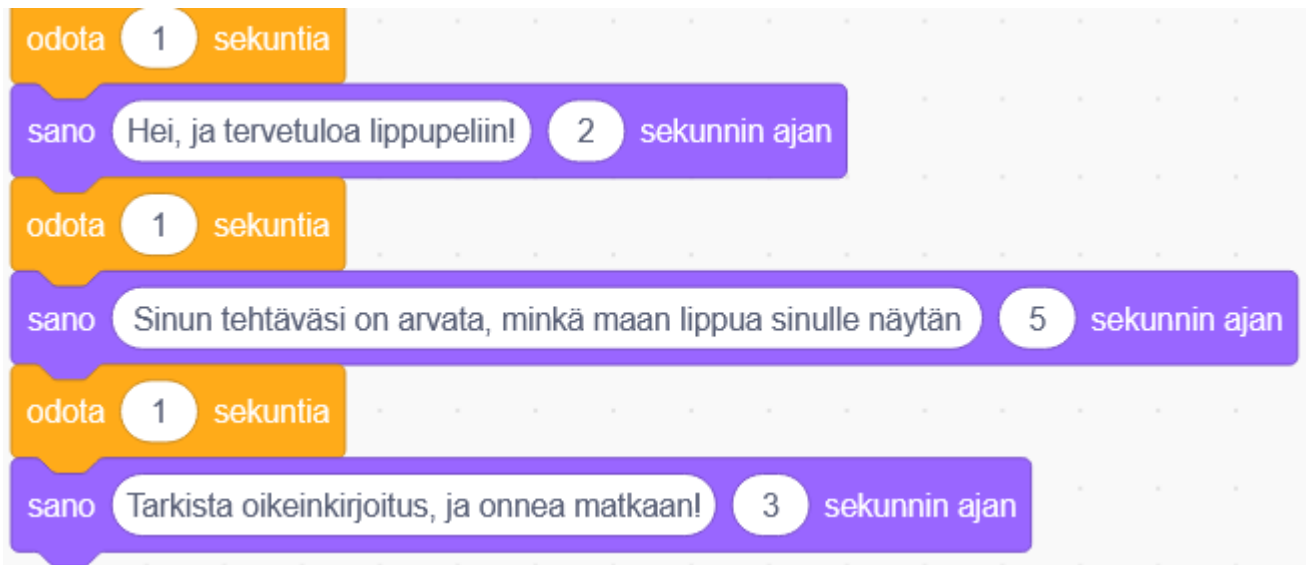 odota 1 sekuntia
sano Hei, ja tervetuloa lippupeliin! 2 sekunnin ajan
odota 1 sekuntia
sano Sinun tehtäväsi on arvata, minkä maan lippua sinulle näytän 5 sekunnin ajan
odota 1 sekuntia
sano Tarkista oikeinkirjoitus, ja onnea matkaan! 3 sekunnin ajan